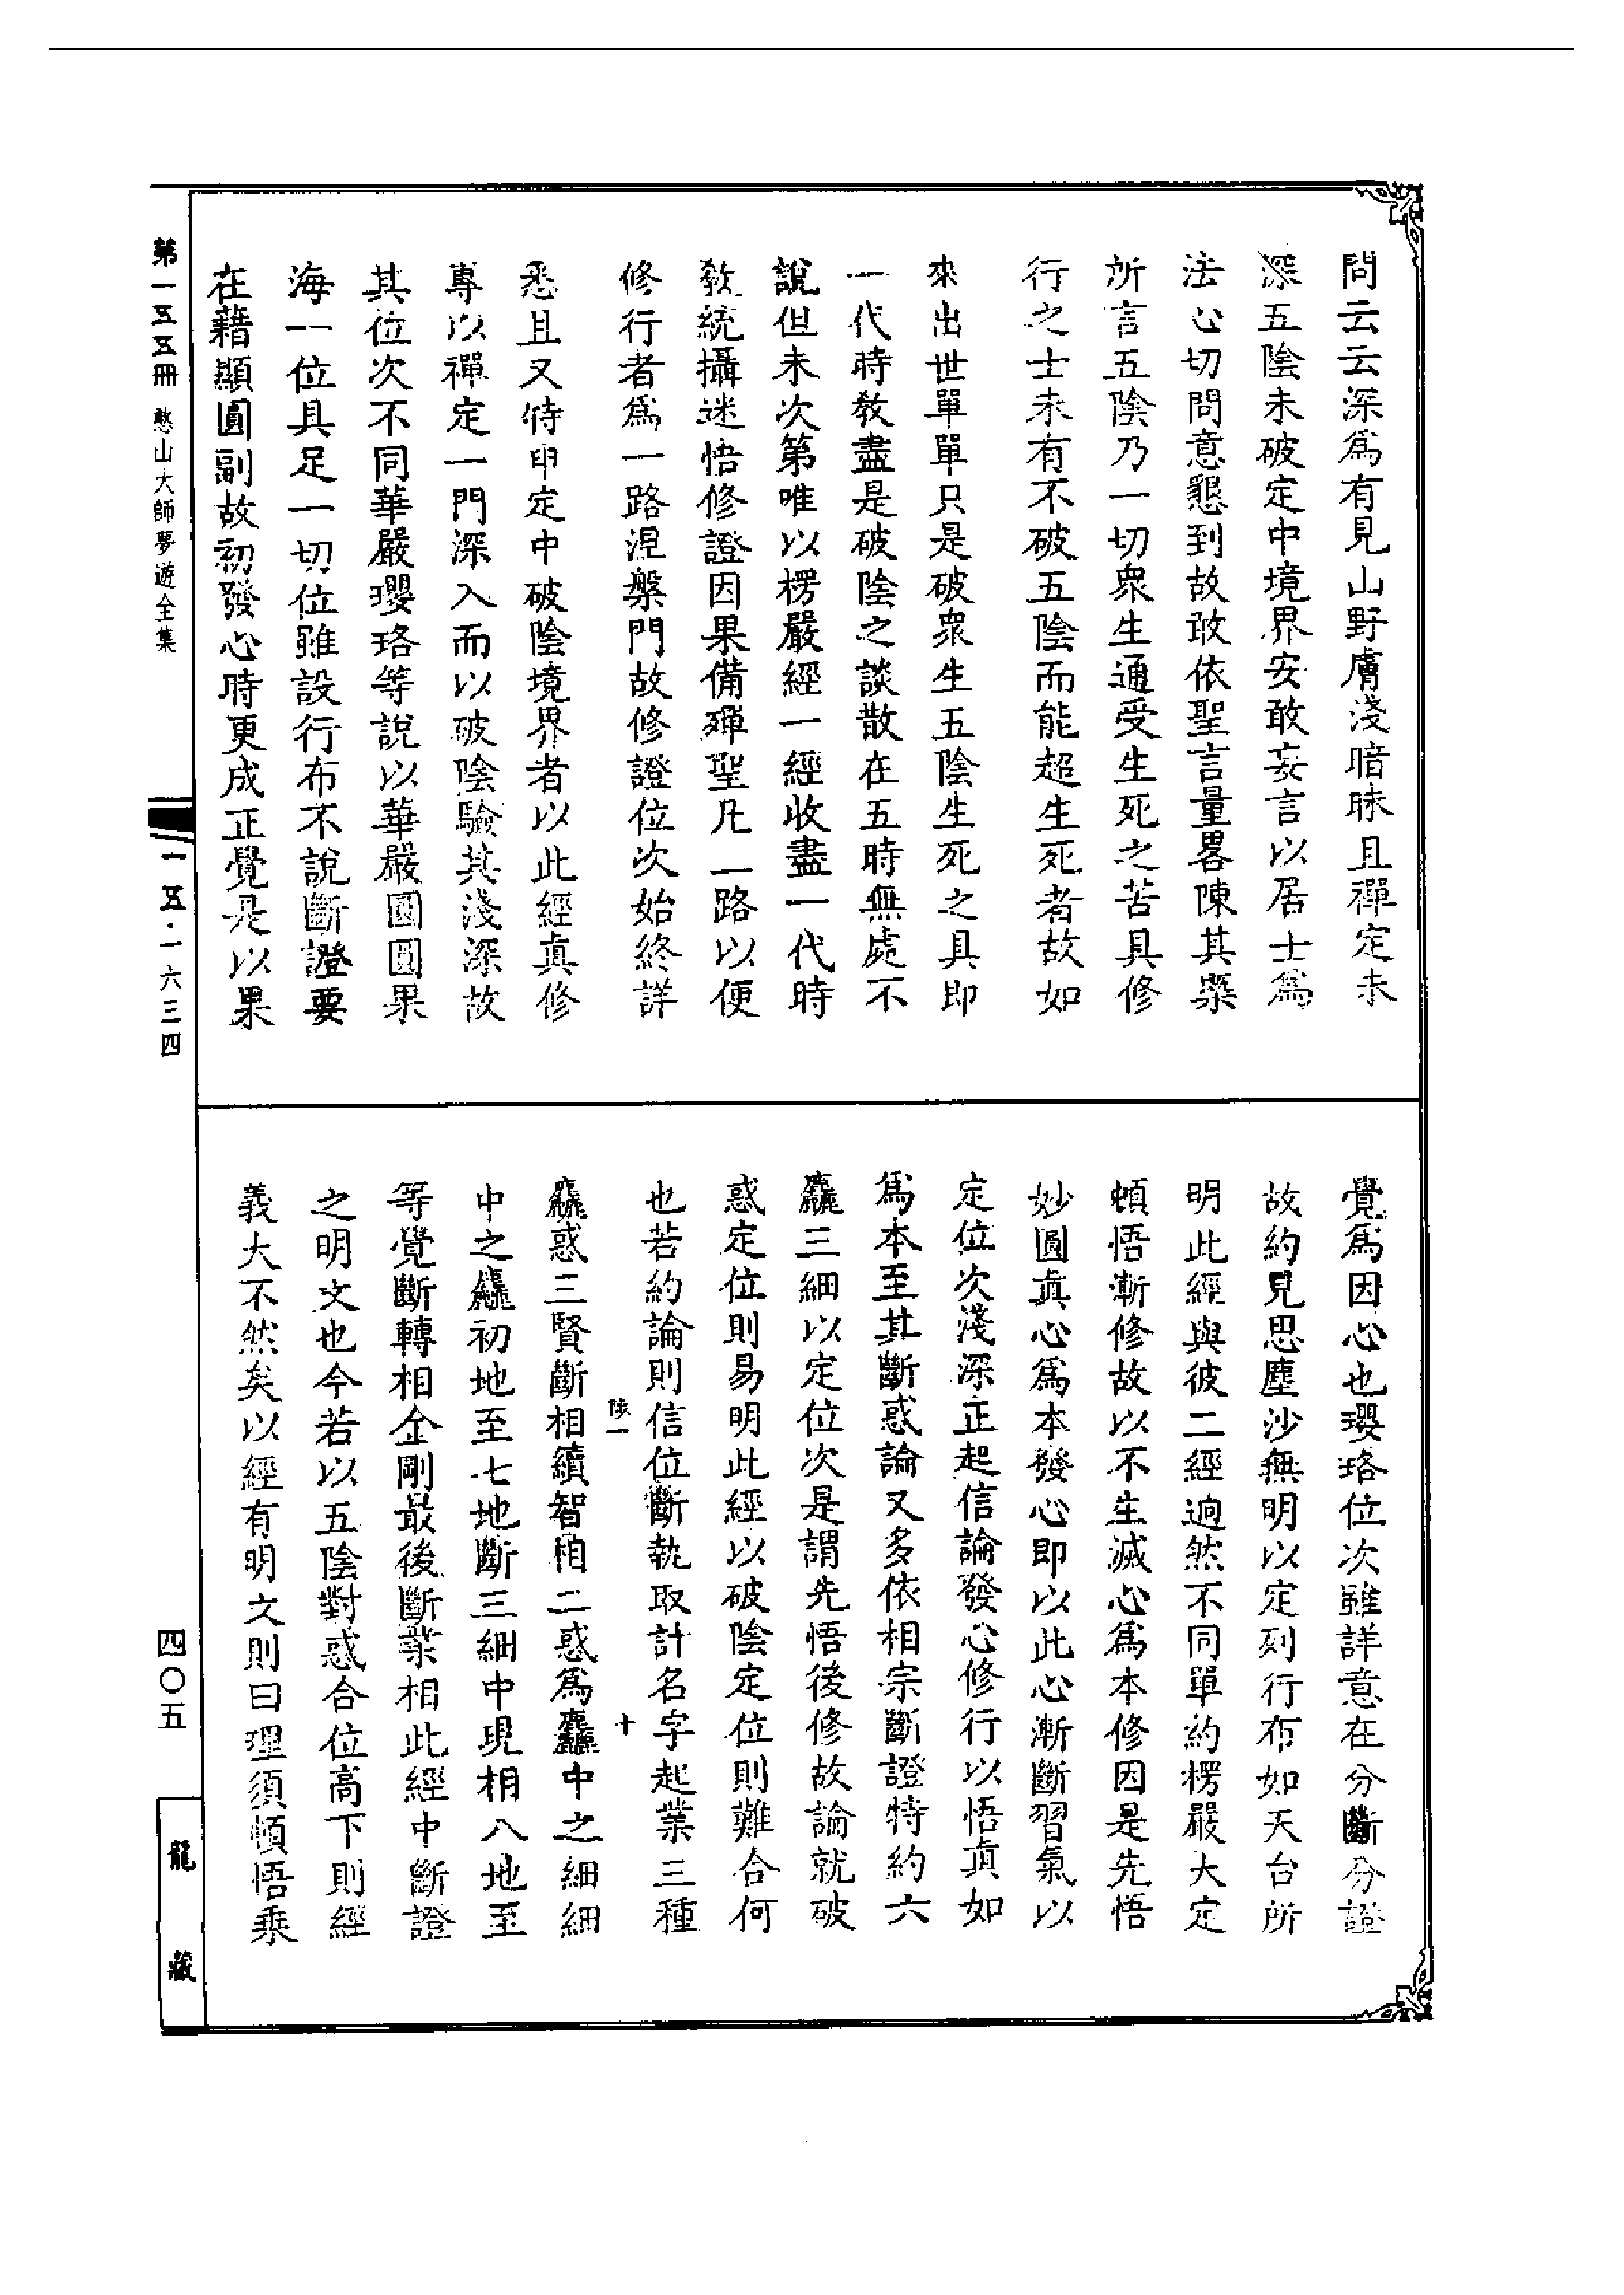 問云云深爲有見山野膚淺暗昧且禪定未
深五陰未破定中境界安敢妄言以居士爲
法心切問意懇到故敢依聖言量畧陳其槩
所言五陰乃一切衆生通受生死之苦具修
行之士未有不破五陰而能超生死者故如
來出世單單只是破衆生五陰生死之具即
一代時教盡是破陰之談散在五時無處不
說但未次第唯以楞嚴經一經收盡一代時
教統攝迷悟修證因果備殫聖凡一路以便
修行者爲一路涅槃門故修證位次始終詳
悉且又特申定中破陰境界者以此經真修
專以禪定一門深入而以破陰驗其淺深故
其位次不同華嚴瓔珞等說以華嚴圓圓果
海一位具足一切位雖設行布不說斷證要
在藉顯圓副故初發心時更成正覺是以果
覺爲因心也瓔珞位次雖詳意在分斷分證
故約見思塵沙無明以定列行布如天台所
明此經與彼二經逈然不同單約楞嚴大定
頓悟漸修故以不生滅心爲本修因是先悟
妙圓真心爲本發心即以此心漸斷習氣以
定位次淺深正起信論發心修行以悟真如
爲本至其斷惑論又多依相宗斷證特約六
麤三細以定位次是謂先悟後修故論就破
惑定位則易明此經以破陰定位則難合何
也若約論則信位斷執取計名字起業三種
陜一 十
麤惑三賢斷相續智相二惑爲麤中之細細
中之麤初地至七地斷三細中現相八地至
等覺斷轉相金剛最後斷業相此經中斷證
之明文也今若以五陰對惑合位高下則經
義大不然矣以經有明文則曰理須頓悟乘
第一五五冊 憨山大師夢遊全集
一五·一六三四
四〇五
龍藏